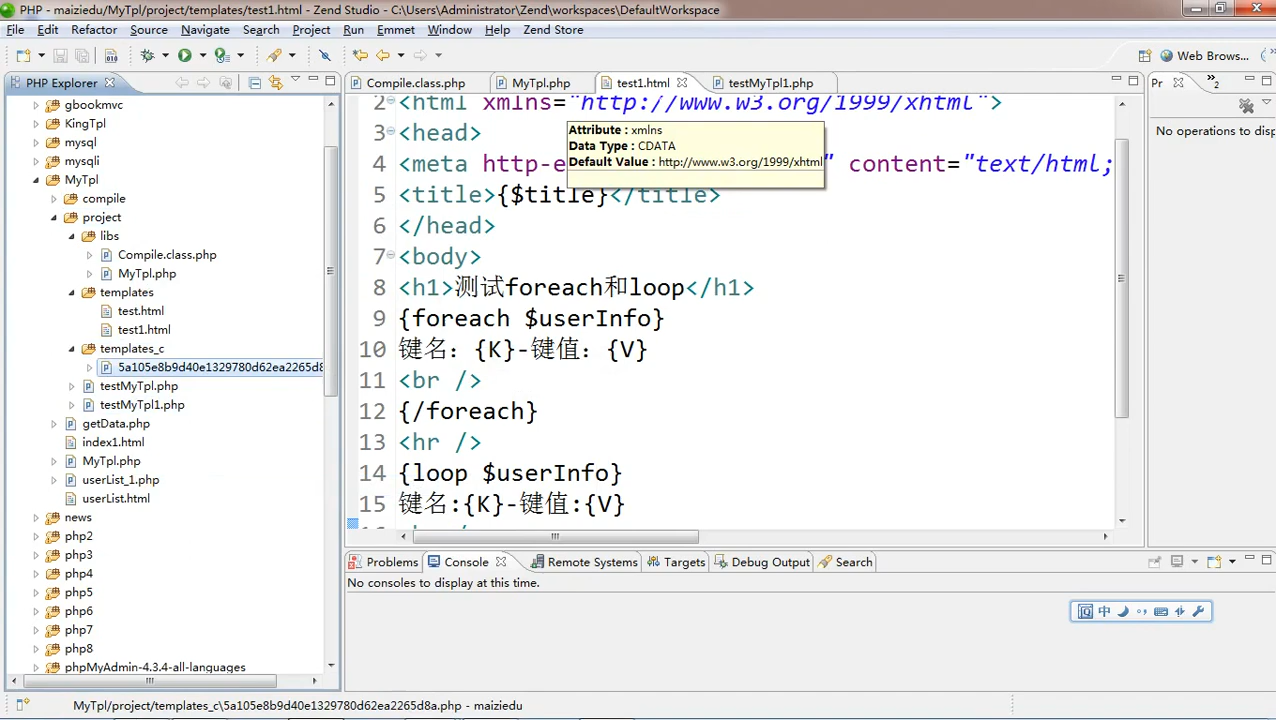 PHP - maiziedu/MyTpl/project/templates/test1.html - Zend Studio - C:\Users\Administrator\Zend\workspaces\DefaultWorkspace
File Edit Refactor Source Navigate Search Project Run Emmet Window Help Zend Store
Web Brows...
PHP Explorer
gbookmvc
KingTpl
mysql
mysqli
MyTpl
compile
project
libs
Compile.class.php
MyTpl.php
templates
test.html
test1.html
templates_c
5a105e8b9d40e1329780d62ea2265d8
testMyTpl.php
testMyTpl1.php
getData.php
index1.html
MyTpl.php
userList_1.php
userList.html
news
php2
php3
php4
php5
php6
php7
php8
phpMyAdmin-4.3.4-all-languages
Compile.class.php MyTpl.php test1.html testMyTpl1.php
2 <html xmlns="http://www.w3.org/1999/xhtml">
3 <head>
4 <meta http-e " content="text/html;
5 <title>{$title}</title>
6 </head>
7 <body>
8 <h1>测试foreach和loop</h1>
9 {foreach $userInfo}
10 键名：{K}-键值：{V}
11 <br />
12 {/foreach}
13 <hr />
14 {loop $userInfo}
15 键名:{K}-键值:{V}
Attribute : xmlns
Data Type : CDATA
Default Value : http://www.w3.org/1999/xhtml
Pr
2
No operations to disp
Problems Console Remote Systems Targets Debug Output Search
No consoles to display at this time.
中
MyTpl/project/templates_c\5a105e8b9d40e1329780d62ea2265d8a.php - maiziedu